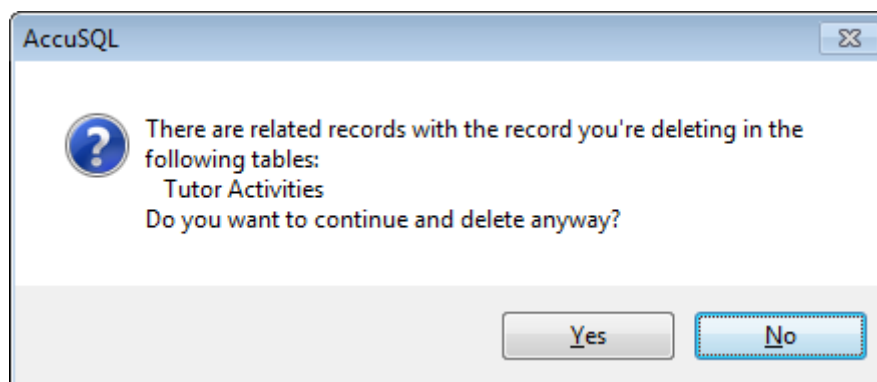 AccuSQL
There are related records with the record you're deleting in the
following tables:
Tutor Activities
Do you want to continue and delete anyway?
Yes
No